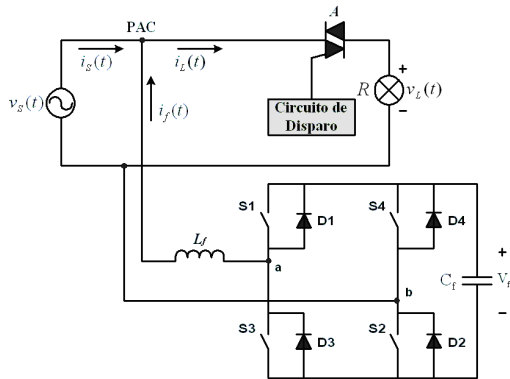 PAC
A
i_S(t)
i_L(t)
v_S(t)
i_f(t)
Circuito de
Disparo
R
+
v_L(t)
−
S1
D1
S4
D4
L_f
a
b
C_f
+
V_f
−
S3
D3
S2
D2